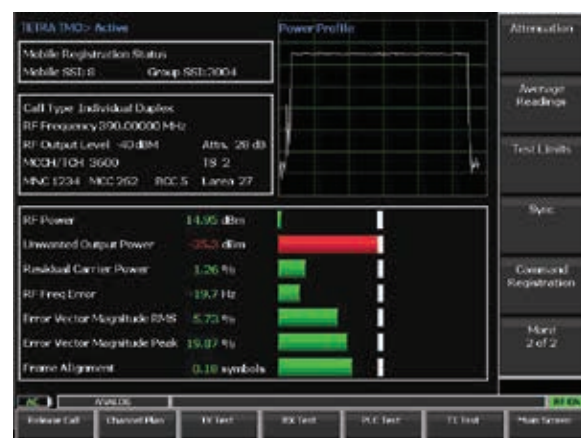 TETRA TMO> Active
Power Profile
Mobile Registration Status
Mobile SSI: 8 Group SSI: 3004
Call Type Individual Duplex
RF Frequency 390.00000 MHz
RF Output Level -40 dBM Attn. 28 dB
MCCH/TCH 3600 TS 2
MNC 1234 MCC 262 BCC 5 Larea 27
RF Power 14.95 dBm
Unwanted Output Power -35.3 dBm
Residual Carrier Power 1.26 %
RF Freq Error -19.7 Hz
Error Vector Magnitude RMS 5.73 %
Error Vector Magnitude Peak 19.87 %
Frame Alignment 0.18 symbols
Attenuation
Average
Readings
Test Limits
Sync
Command
Registration
More
2 of 2
AC ANALOG RF EN
Release Call Channel Plan TX Test RX Test T1 Test Main Screen